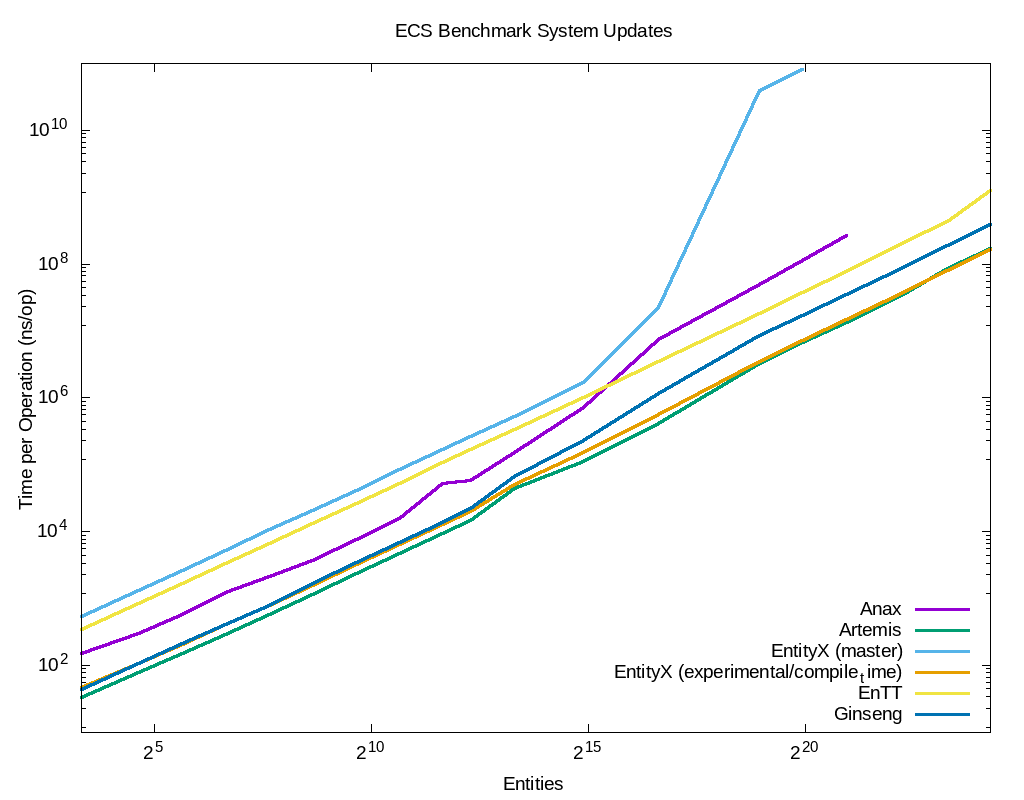 ECS Benchmark System Updates
10^10
10^8
10^6
10^4
10^2
Time per Operation (ns/op)
Anax
Artemis
EntityX (master)
EntityX (experimental/compile_time)
EnTT
Ginseng
2^5 2^10 2^15 2^20
Entities